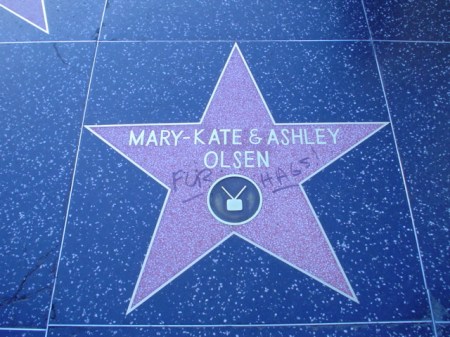 MARY-KATE & ASHLEY
OLSEN
FUR HAGS!